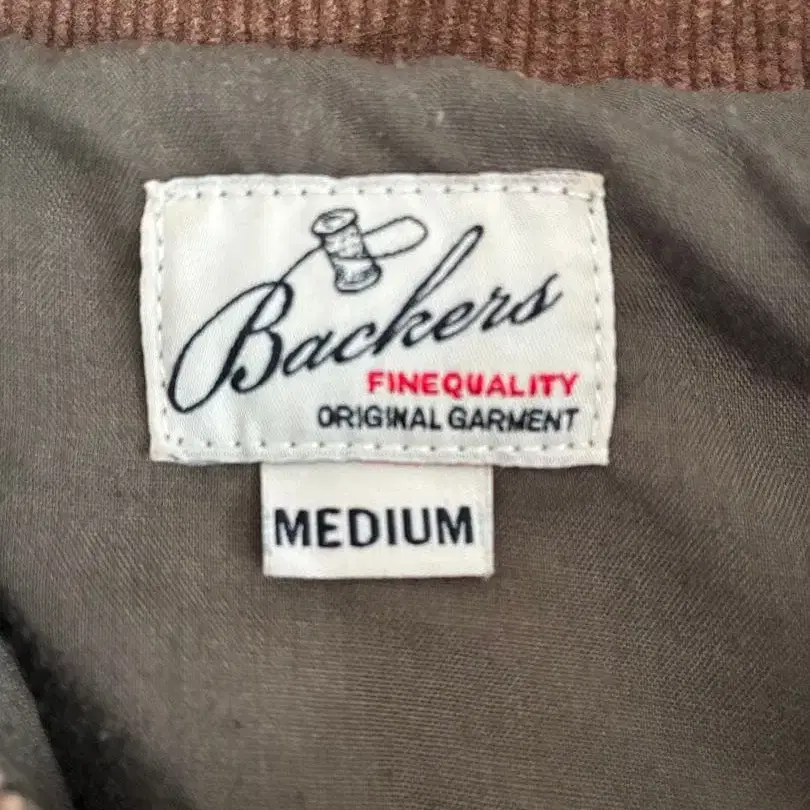 Backers
FINEQUALITY
ORIGINAL GARMENT
MEDIUM